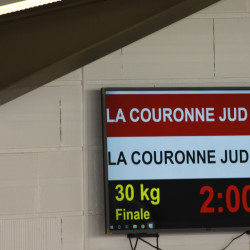 LA COURONNE JUD
LA COURONNE JUD
30 kg 2:00
Finale